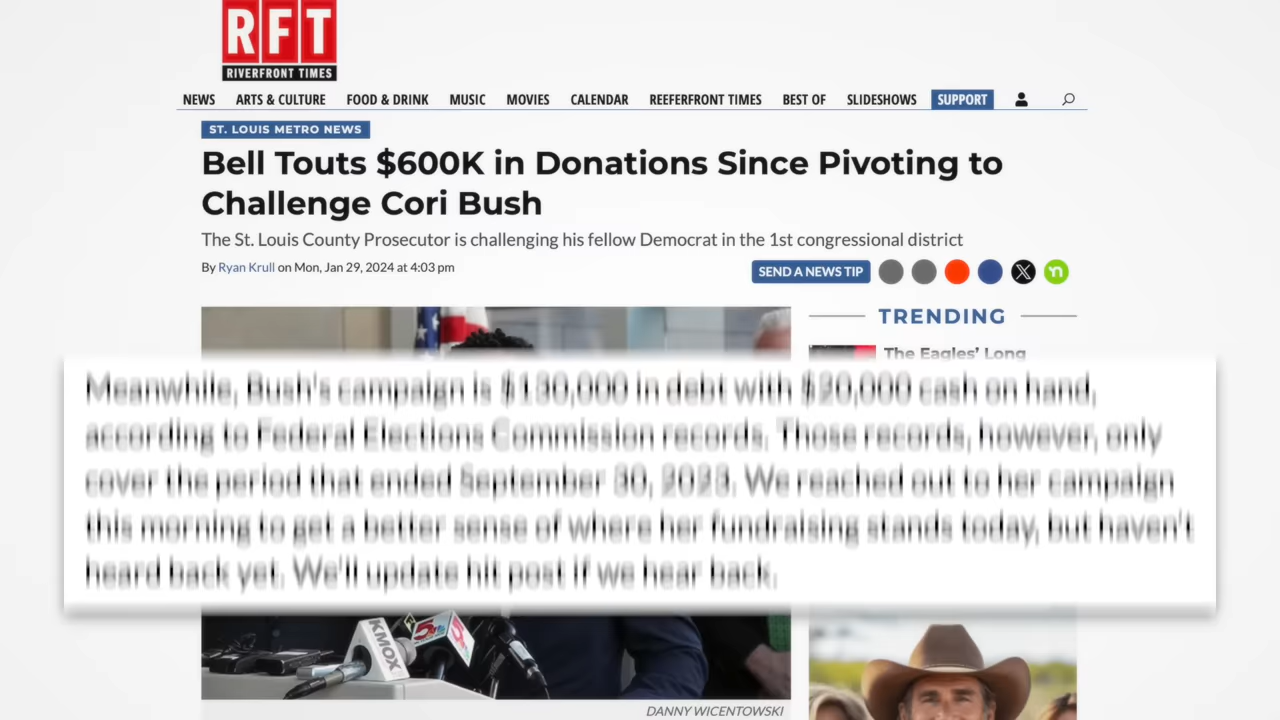 RFT
RIVERFRONT TIMES
NEWS ARTS & CULTURE FOOD & DRINK MUSIC MOVIES CALENDAR REEFERFRONT TIMES BEST OF SLIDESHOWS SUPPORT
ST. LOUIS METRO NEWS
Bell Touts $600K in Donations Since Pivoting to
Challenge Cori Bush
The St. Louis County Prosecutor is challenging his fellow Democrat in the 1st congressional district
By Ryan Krull on Mon, Jan 29, 2024 at 4:03 pm
SEND A NEWS TIP
TRENDING
The Eagles' Long
Meanwhile, Bush's campaign is $130,000 in debt with $20,000 cash on hand,
according to Federal Elections Commission records. Those records, however, only
cover the period that ended September 30, 2023. We reached out to her campaign
this morning to get a better sense of where her fundraising stands today, but haven't
heard back yet. We'll update hit post if we hear back.
KMOX
5
DANNY WICENTOWSKI